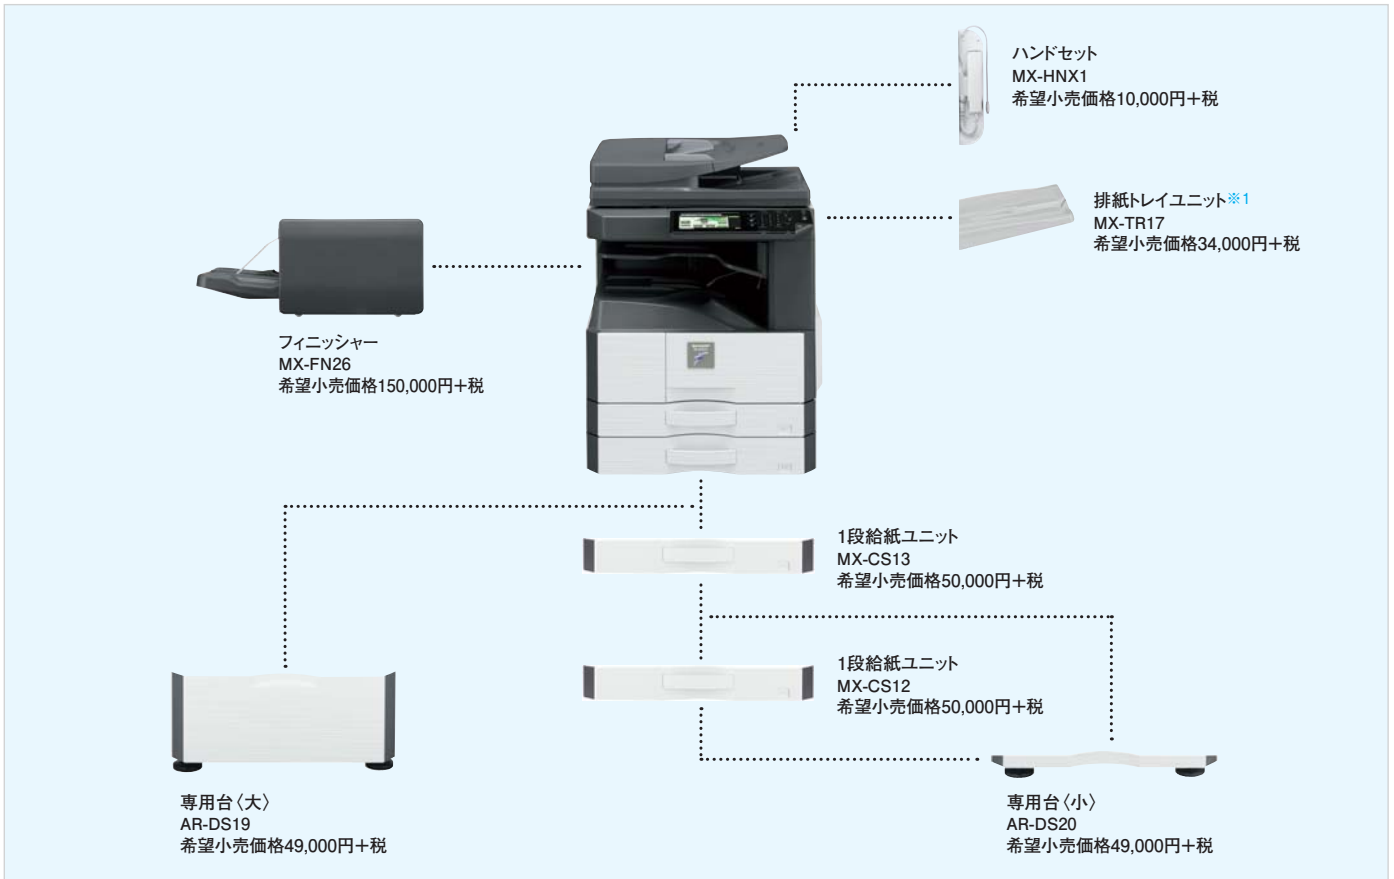 ハンドセット
MX-HNX1
希望小売価格10,000円+税
排紙トレイユニット※1
MX-TR17
希望小売価格34,000円+税
フィニッシャー
MX-FN26
希望小売価格150,000円+税
1段給紙ユニット
MX-CS13
希望小売価格50,000円+税
1段給紙ユニット
MX-CS12
希望小売価格50,000円+税
専用台〈大〉
AR-DS19
希望小売価格49,000円+税
専用台〈小〉
AR-DS20
希望小売価格49,000円+税